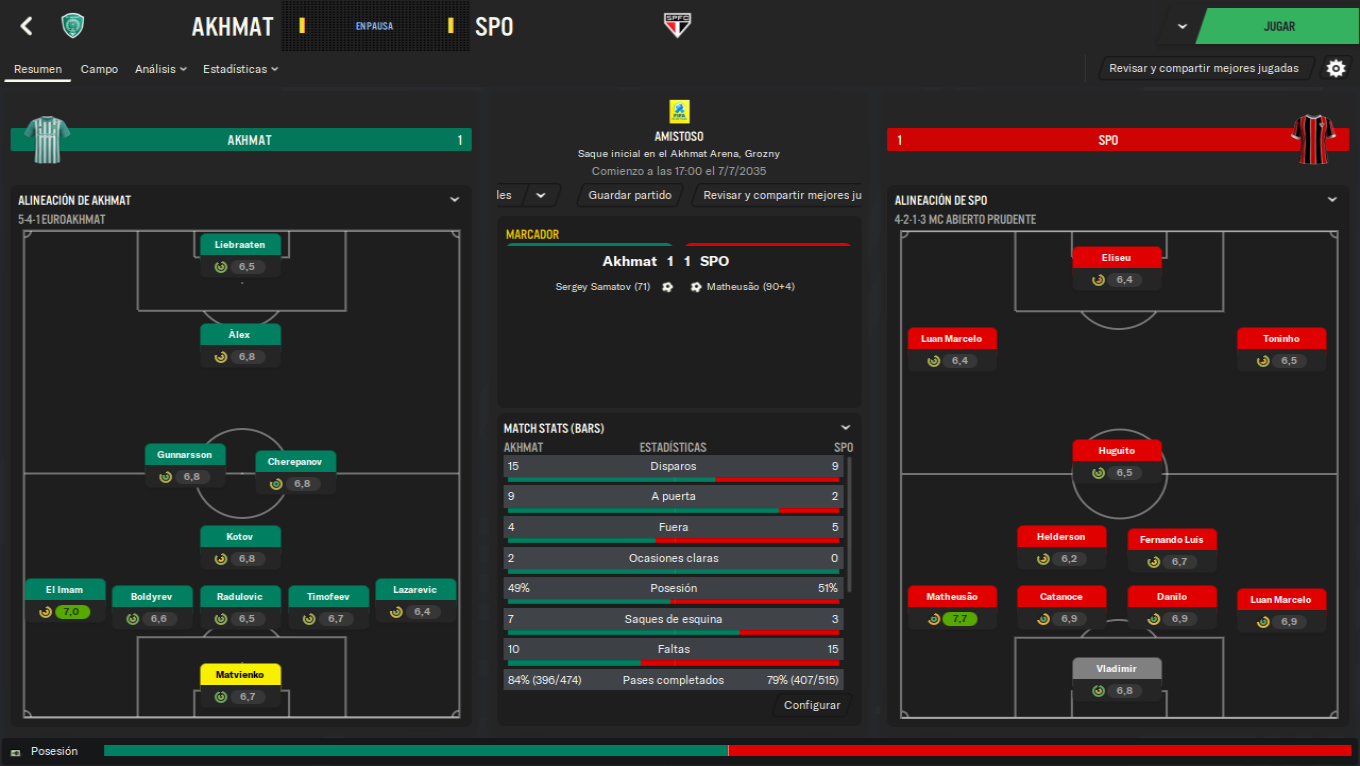 AKHMAT
EN PAUSA
SPO
SPFC
JUGAR
Resumen
Campo
Análisis
Estadísticas
Revisar y compartir mejores jugadas
AKHMAT 1
FIFA
AMISTOSO
Saque inicial en el Akhmat Arena, Grozny
Comienzo a las 17:00 el 7/7/2035
les
Guardar partido
Revisar y compartir mejores ju
1 SPO
ALINEACIÓN DE AKHMAT
5-4-1 EUROAKHMAT
Liebraaten
6,5
Àlex
6,8
Gunnarsson
6,8
Cherepanov
6,8
Kotov
6,8
El Imam
7,0
Boldyrev
6,6
Radulovic
6,5
Timofeev
6,7
Lazarevic
6,4
Matvienko
6,7
MARCADOR
Akhmat 1 1 SPO
Sergey Samatov (71)
Matheusão (90+4)
MATCH STATS (BARS)
AKHMAT ESTADÍSTICAS SPO
15 Disparos 9
9 A puerta 2
4 Fuera 5
2 Ocasiones claras 0
49% Posesión 51%
7 Saques de esquina 3
10 Faltas 15
84% (396/474) Pases completados 79% (407/515)
Configurar
ALINEACIÓN DE SPO
4-2-1-3 MC ABIERTO PRUDENTE
Eliseu
6,4
Luan Marcelo
6,4
Toninho
6,5
Huguito
6,5
Helderson
6,2
Fernando Luís
6,7
Matheusão
7,7
Catanoce
6,9
Danilo
6,9
Luan Marcelo
6,9
Vladimir
6,8
Posesión